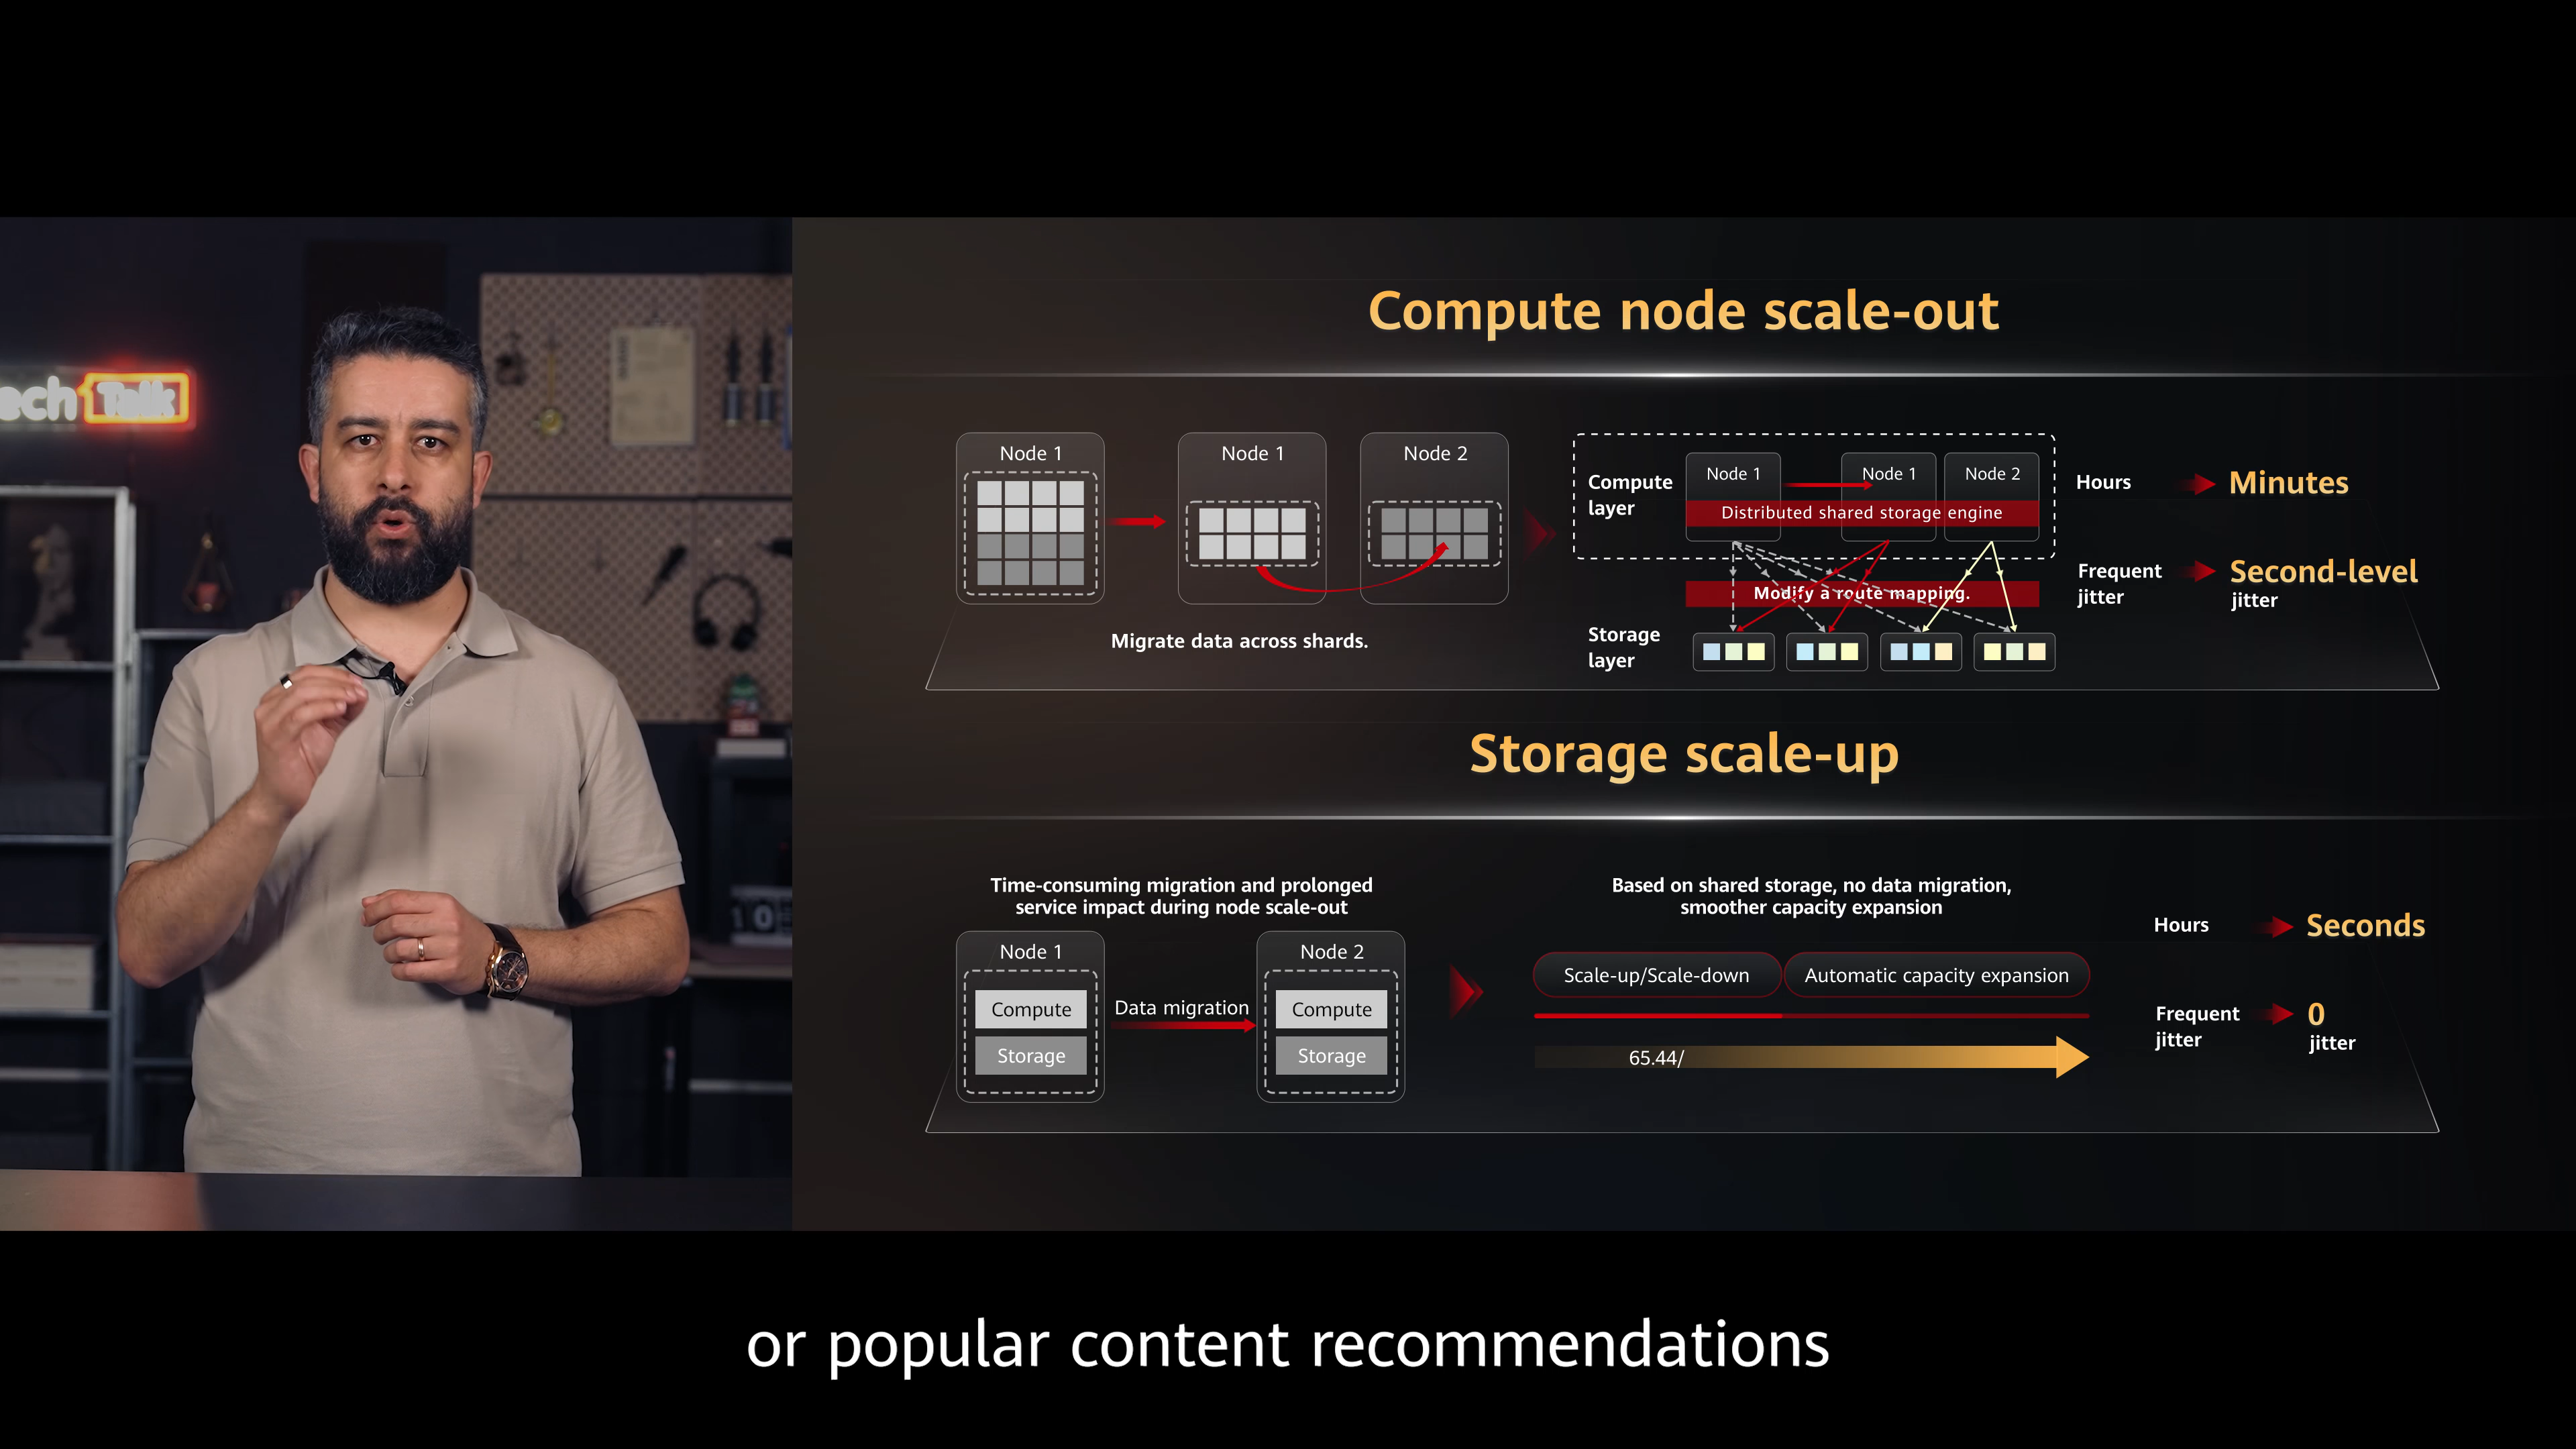 ech Talk
Compute node scale-out
Node 1
Node 1
Node 2
Migrate data across shards.
Compute
layer
Node 1
Node 1
Node 2
Distributed shared storage engine
Modify a route mapping.
Storage
layer
Hours
Minutes
Frequent
jitter
Second-level
jitter
Storage scale-up
Time-consuming migration and prolonged
service impact during node scale-out
Node 1
Compute
Storage
Data migration
Node 2
Compute
Storage
Based on shared storage, no data migration,
smoother capacity expansion
Scale-up/Scale-down
Automatic capacity expansion
65.44/
Hours
Seconds
Frequent
jitter
0
jitter
or popular content recommendations